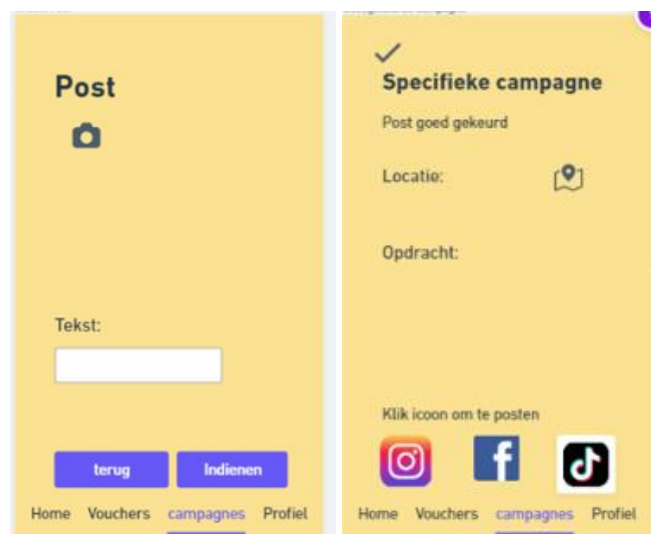 Post
Tekst:
terug
Indienen
Home Vouchers campagnes Profiel
Specifieke campagne
Post goed gekeurd
Locatie:
Opdracht:
Klik icoon om te posten
Home Vouchers campagnes Profiel